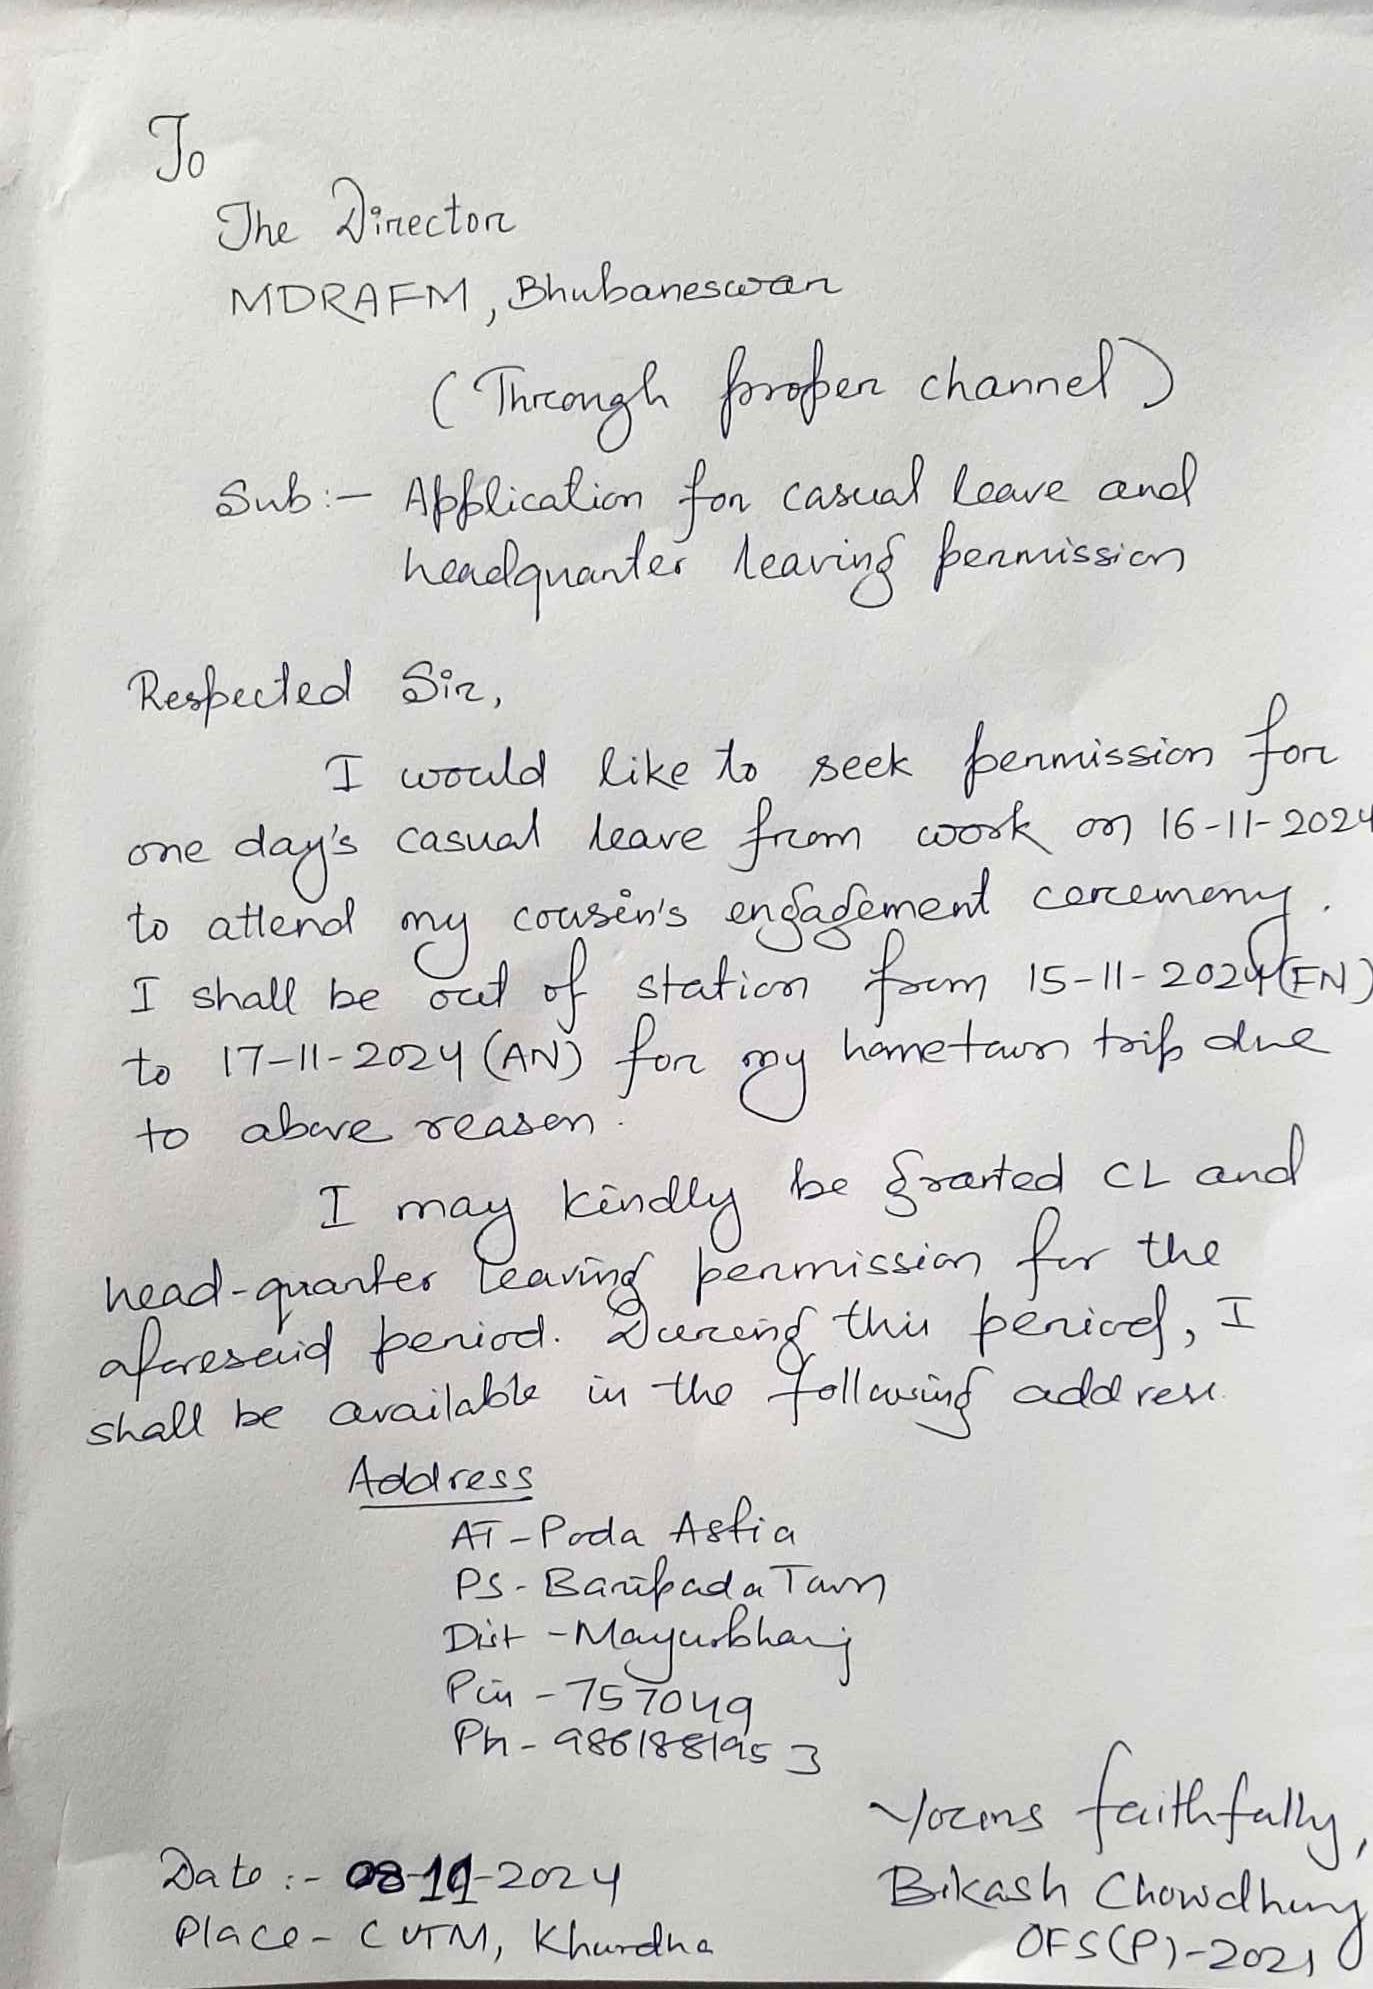 To
The Director
MDRAFM, Bhubaneswar
(Through proper channel)
Sub:- Application for casual leave and
headquarter leaving permission
Respected Sir,
I would like to seek permission for
one day's casual leave from work on 16-11-2024
to attend my cousin's engagement ceremony.
I shall be out of station from 15-11-2024 (FN)
to 17-11-2024 (AN) for my hometown trip due
to above reason.
I may kindly be granted CL and
head-quarter leaving permission for the
aforesaid period. During this period, I
shall be available in the following address.
Address
AT - Poda Astia
PS - Baripada Town
Dist - Mayurbhanj
Pin - 757049
Ph - 9861881953
Yours faithfully,
Date :- 08-11-2024
Bikash Chowdhury
Place - CUTM, Khurdha
OFS(P)-2021